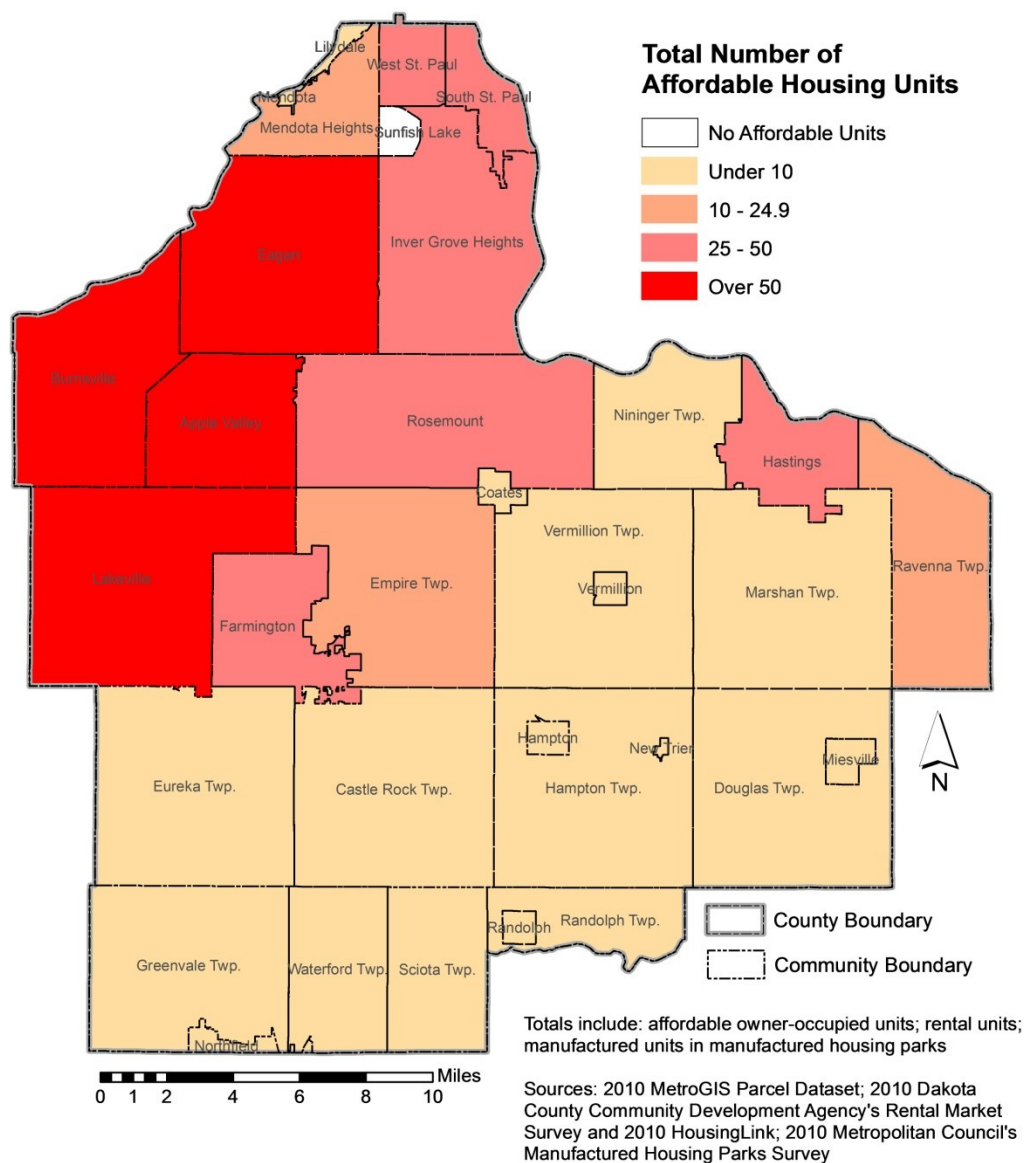 Total Number of
Affordable Housing Units
No Affordable Units
Under 10
10 - 24.9
25 - 50
Over 50
Lilydale
West St. Paul
Mendota
South St. Paul
Mendota Heights
Sunfish Lake
Inver Grove Heights
Eagan
Burnsville
Apple Valley
Rosemount
Nininger Twp.
Hastings
Coates
Vermillion Twp.
Lakeville
Empire Twp.
Vermillion
Marshan Twp.
Ravenna Twp.
Farmington
Hampton
New Trier
Miesville
Eureka Twp.
Castle Rock Twp.
Hampton Twp.
Douglas Twp.
N
Randolph
Randolph Twp.
Greenvale Twp.
Waterford Twp.
Sciota Twp.
Northfield
County Boundary
Community Boundary
Miles
0 1 2 4 6 8 10
Totals include: affordable owner-occupied units; rental units;
manufactured units in manufactured housing parks
Sources: 2010 MetroGIS Parcel Dataset; 2010 Dakota
County Community Development Agency's Rental Market
Survey and 2010 HousingLink; 2010 Metropolitan Council's
Manufactured Housing Parks Survey